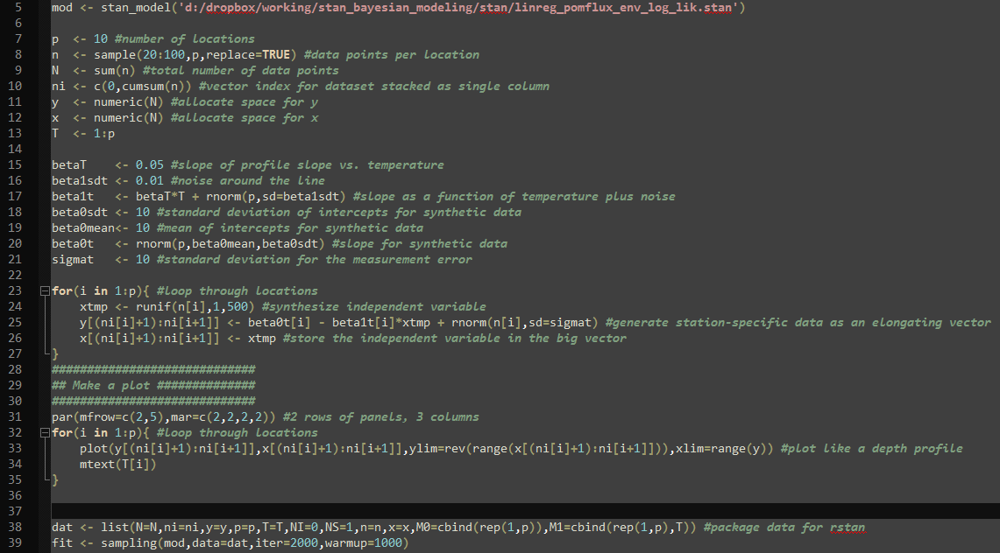 5 mod <- stan_model('d:/dropbox/working/stan_bayesian_modeling/stan/linreg_pomflux_env_log_lik.stan')
6
7 p  <- 10 #number of locations
8 n  <- sample(20:100,p,replace=TRUE) #data points per location
9 N  <- sum(n) #total number of data points
10 ni <- c(0,cumsum(n)) #vector index for dataset stacked as single column
11 y  <- numeric(N) #allocate space for y
12 x  <- numeric(N) #allocate space for x
13 T  <- 1:p
14
15 betaT    <- 0.05 #slope of profile slope vs. temperature
16 beta1sdt <- 0.01 #noise around the line
17 beta1t   <- betaT*T + rnorm(p,sd=beta1sdt) #slope as a function of temperature plus noise
18 beta0sdt <- 10 #standard deviation of intercepts for synthetic data
19 beta0mean<- 10 #mean of intercepts for synthetic data
20 beta0t   <- rnorm(p,beta0mean,beta0sdt) #slope for synthetic data
21 sigmat   <- 10 #standard deviation for the measurement error
22
23 for(i in 1:p){ #loop through locations
24     xtmp <- runif(n[i],1,500) #synthesize independent variable
25     y[(ni[i]+1):ni[i+1]] <- beta0t[i] - beta1t[i]*xtmp + rnorm(n[i],sd=sigmat) #generate station-specific data as an elongating vector
26     x[(ni[i]+1):ni[i+1]] <- xtmp #store the independent variable in the big vector
27 }
28 #############################
29 ## Make a plot ##############
30 #############################
31 par(mfrow=c(2,5),mar=c(2,2,2,2)) #2 rows of panels, 3 columns
32 for(i in 1:p){ #loop through locations
33     plot(y[(ni[i]+1):ni[i+1]],x[(ni[i]+1):ni[i+1]],ylim=rev(range(x[(ni[i]+1):ni[i+1]])),xlim=range(y)) #plot like a depth profile
34     mtext(T[i])
35 }
36
37
38 dat <- list(N=N,ni=ni,y=y,p=p,T=T,NI=0,NS=1,n=n,x=x,M0=cbind(rep(1,p)),M1=cbind(rep(1,p),T)) #package data for rstan
39 fit <- sampling(mod,data=dat,iter=2000,warmup=1000)